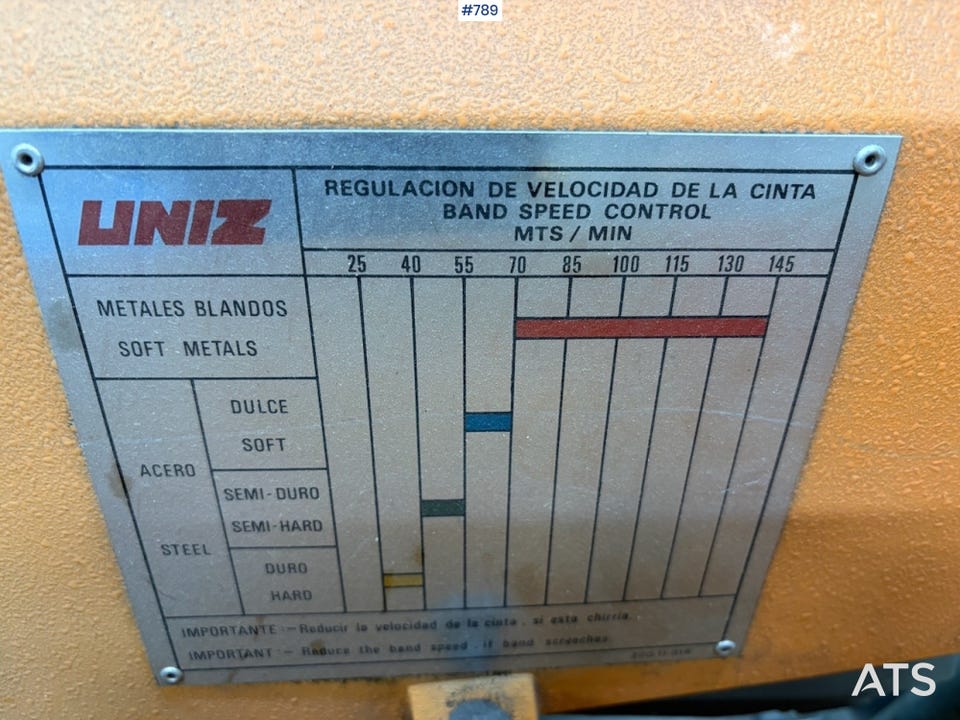 #789
UNIZ
REGULACION DE VELOCIDAD DE LA CINTA
BAND SPEED CONTROL
MTS / MIN
25 40 55 70 85 100 115 130 145
METALES BLANDOS
SOFT METALS
ACERO
STEEL
DULCE
SOFT
SEMI-DURO
SEMI-HARD
DURO
HARD
IMPORTANTE :- Reducir la velocidad de la cinta . si esta chirria.
IMPORTANT :- Reduce the band speed . if band screeches.
ATS